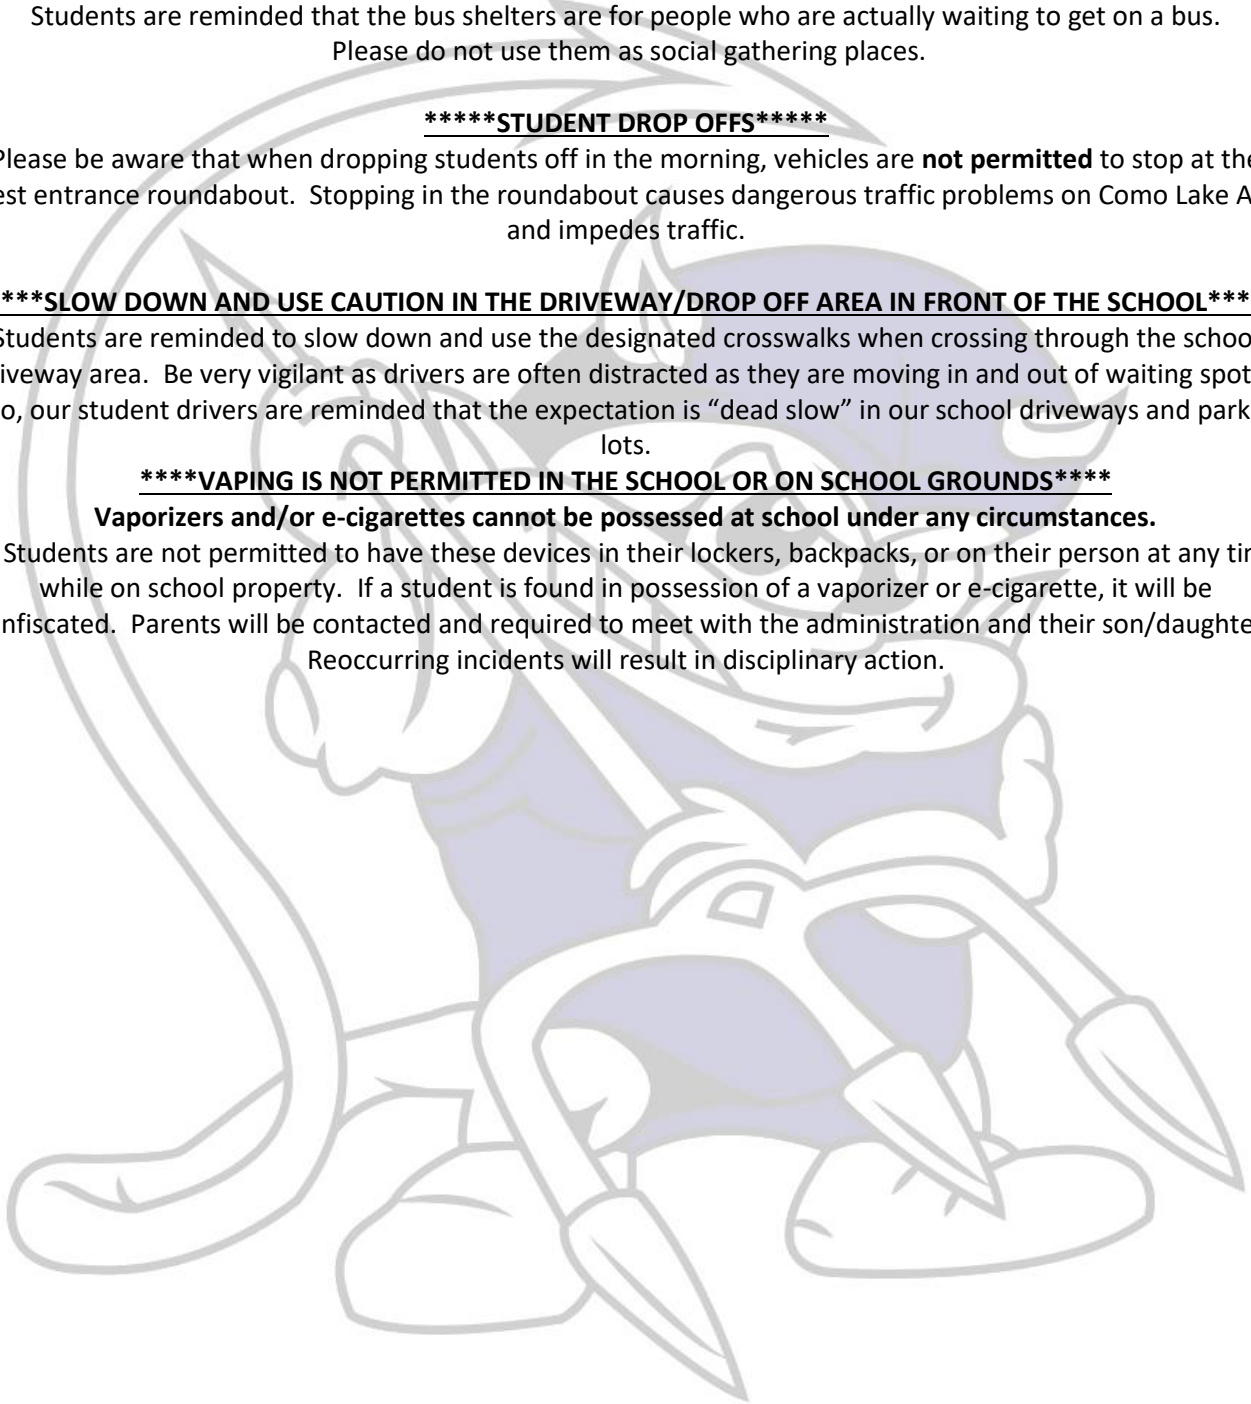 Students are reminded that the bus shelters are for people who are actually waiting to get on a bus.
Please do not use them as social gathering places.
*****STUDENT DROP OFFS*****
Please be aware that when dropping students off in the morning, vehicles are not permitted to stop at the
est entrance roundabout. Stopping in the roundabout causes dangerous traffic problems on Como Lake A
and impedes traffic.
***SLOW DOWN AND USE CAUTION IN THE DRIVEWAY/DROP OFF AREA IN FRONT OF THE SCHOOL***
Students are reminded to slow down and use the designated crosswalks when crossing through the schoo
iveway area. Be very vigilant as drivers are often distracted as they are moving in and out of waiting spot
o, our student drivers are reminded that the expectation is “dead slow” in our school driveways and park
lots.
****VAPING IS NOT PERMITTED IN THE SCHOOL OR ON SCHOOL GROUNDS****
Vaporizers and/or e-cigarettes cannot be possessed at school under any circumstances.
Students are not permitted to have these devices in their lockers, backpacks, or on their person at any tir
while on school property. If a student is found in possession of a vaporizer or e-cigarette, it will be
nfiscated. Parents will be contacted and required to meet with the administration and their son/daughte
Reoccurring incidents will result in disciplinary action.